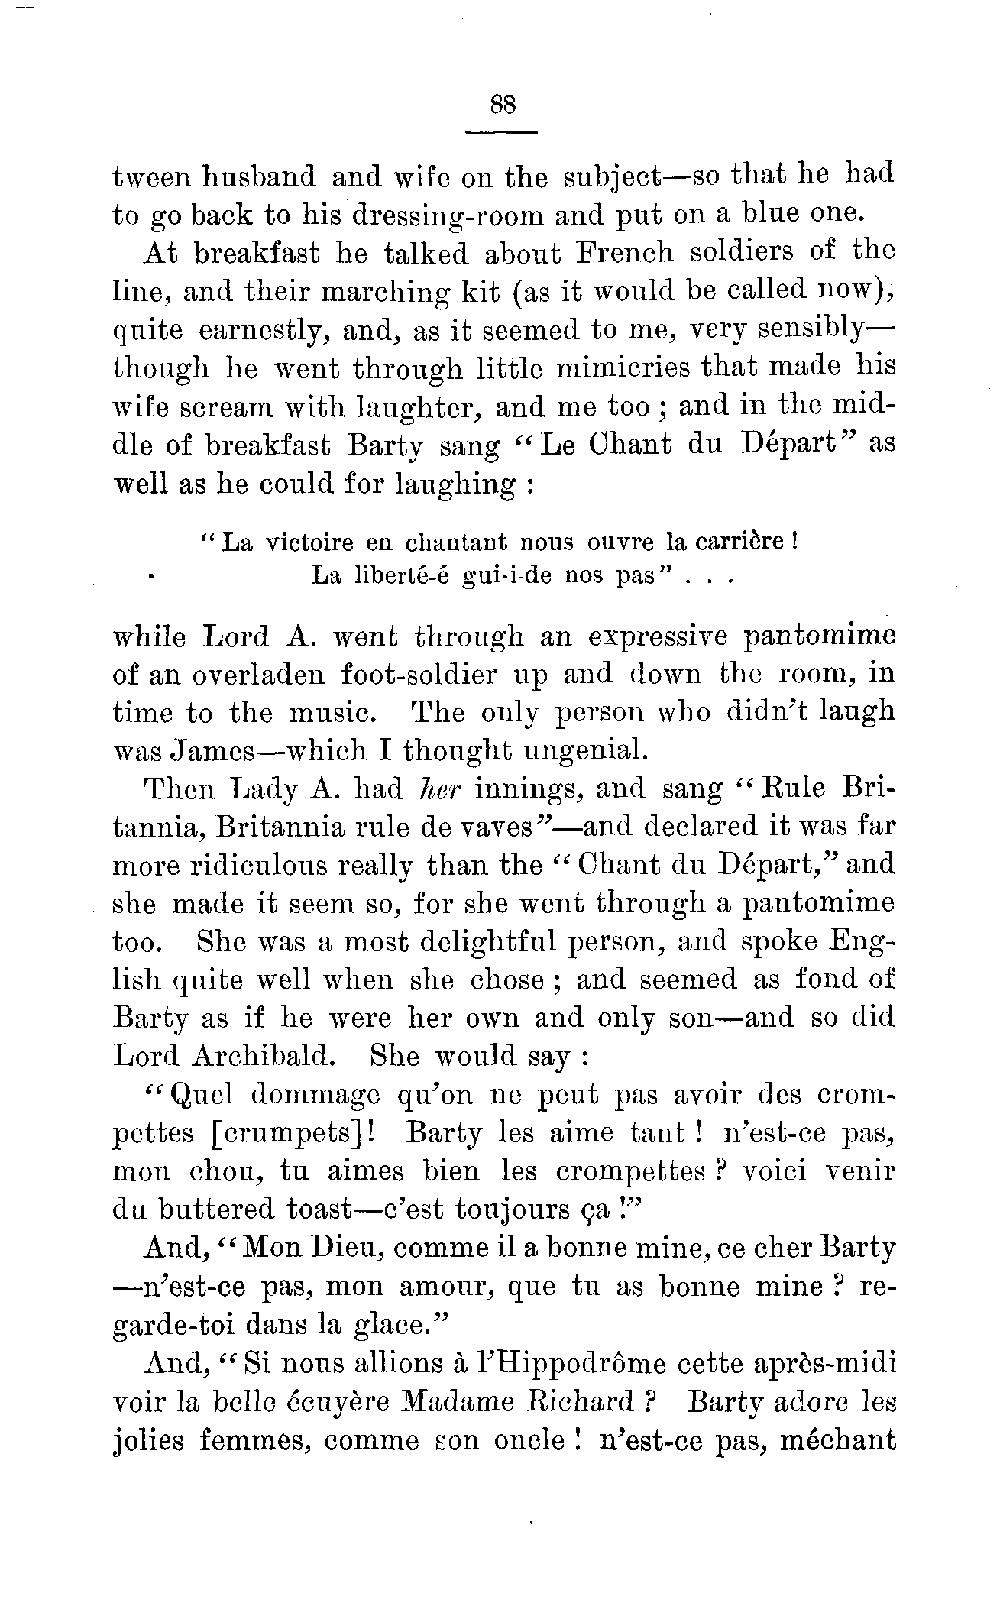 88
tween husband and wife on the subject—so that he had
to go back to his dressing-room and put on a blue one.
At breakfast he talked about French soldiers of the
line, and their marching kit (as it would be called now),
quite earnestly, and, as it seemed to me, very sensibly—
though he went through little mimicries that made his
wife scream with laughter, and me too ; and in the mid-
dle of breakfast Barty sang “Le Chant du Départ” as
well as he could for laughing :
“La victoire en chantant nous ouvre la carrière !
La liberté-é gui-i-de nos pas” . . .
while Lord A. went through an expressive pantomime
of an overladen foot-soldier up and down the room, in
time to the music. The only person who didn’t laugh
was James—which I thought ungenial.
Then Lady A. had her innings, and sang “Rule Bri-
tannia, Britannia rule de vaves”—and declared it was far
more ridiculous really than the “Chant du Départ,” and
she made it seem so, for she went through a pantomime
too. She was a most delightful person, and spoke Eng-
lish quite well when she chose ; and seemed as fond of
Barty as if he were her own and only son—and so did
Lord Archibald. She would say :
“Quel dommage qu’on ne peut pas avoir des crom-
pettes [crumpets]! Barty les aime tant ! n’est-ce pas,
mon chou, tu aimes bien les crompettes ? voici venir
du buttered toast—c’est toujours ça !”
And, “Mon Dieu, comme il a bonne mine, ce cher Barty
—n’est-ce pas, mon amour, que tu as bonne mine ? re-
garde-toi dans la glace.”
And, “Si nous allions à l’Hippodrôme cette après-midi
voir la belle écuyère Madame Richard ? Barty adore les
jolies femmes, comme son oncle ! n’est-ce pas, méchant